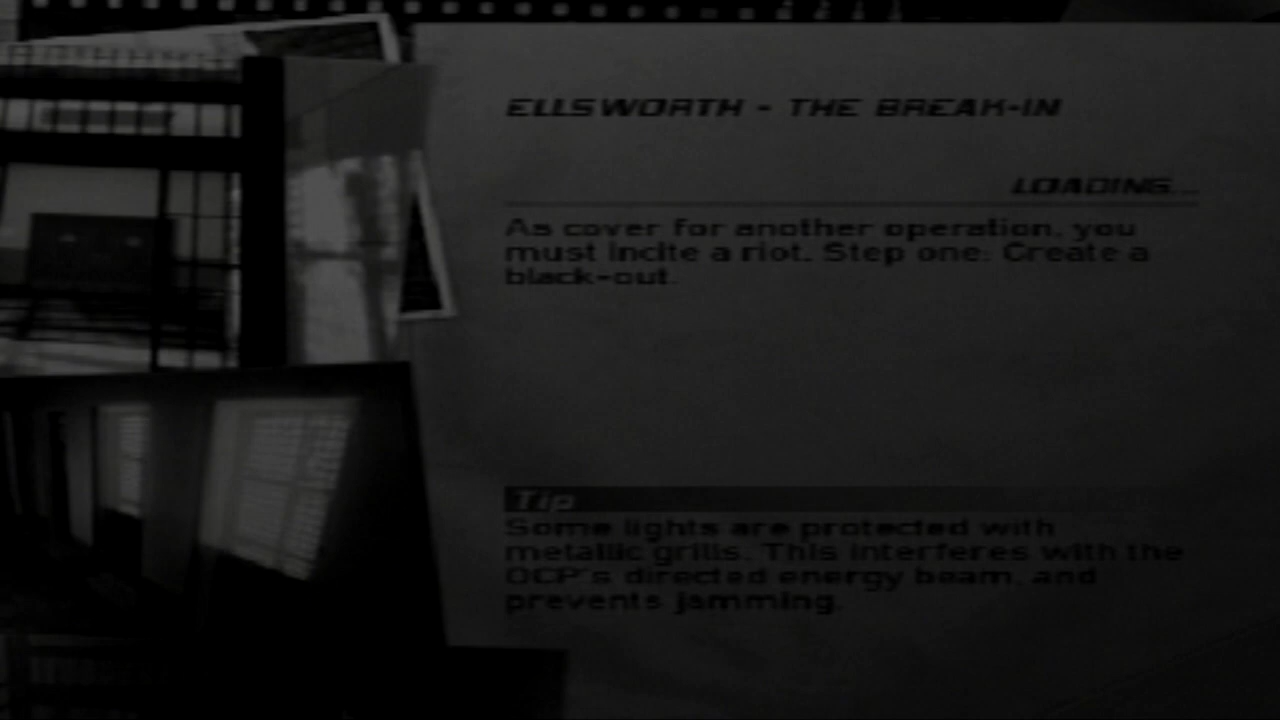 ELLSWORTH - THE BREAK-IN
LOADING...
As cover for another operation, you
must incite a riot. Step one: Create a
black-out.
Tip
Some lights are protected with
metallic grills. This interferes with the
OCP's directed energy beam, and
prevents jamming.